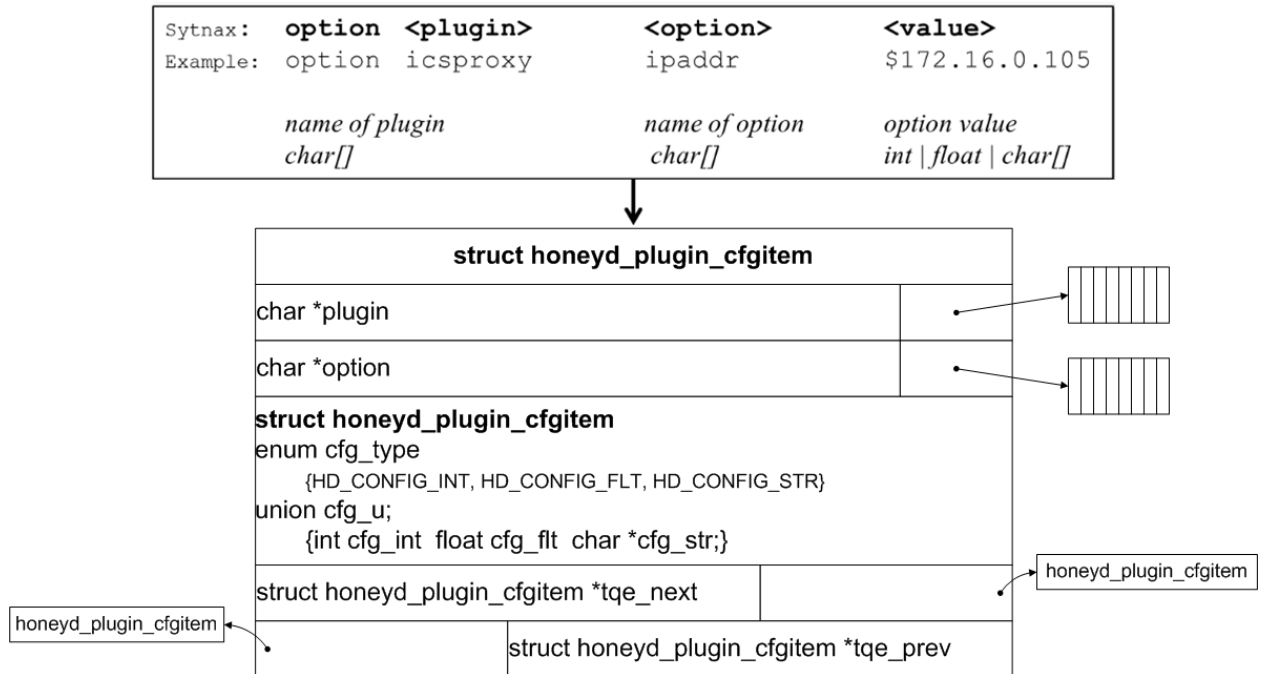 Sytnax: option <plugin> <option> <value>
Example: option icsproxy ipaddr $172.16.0.105
name of plugin name of option option value
char[] char[] int | float | char[]
struct honeyd_plugin_cfgitem
char *plugin
char *option
struct honeyd_plugin_cfgitem
enum cfg_type
{HD_CONFIG_INT, HD_CONFIG_FLT, HD_CONFIG_STR}
union cfg_u;
{int cfg_int float cfg_flt char *cfg_str;}
struct honeyd_plugin_cfgitem *tqe_next
honeyd_plugin_cfgitem
honeyd_plugin_cfgitem
struct honeyd_plugin_cfgitem *tqe_prev